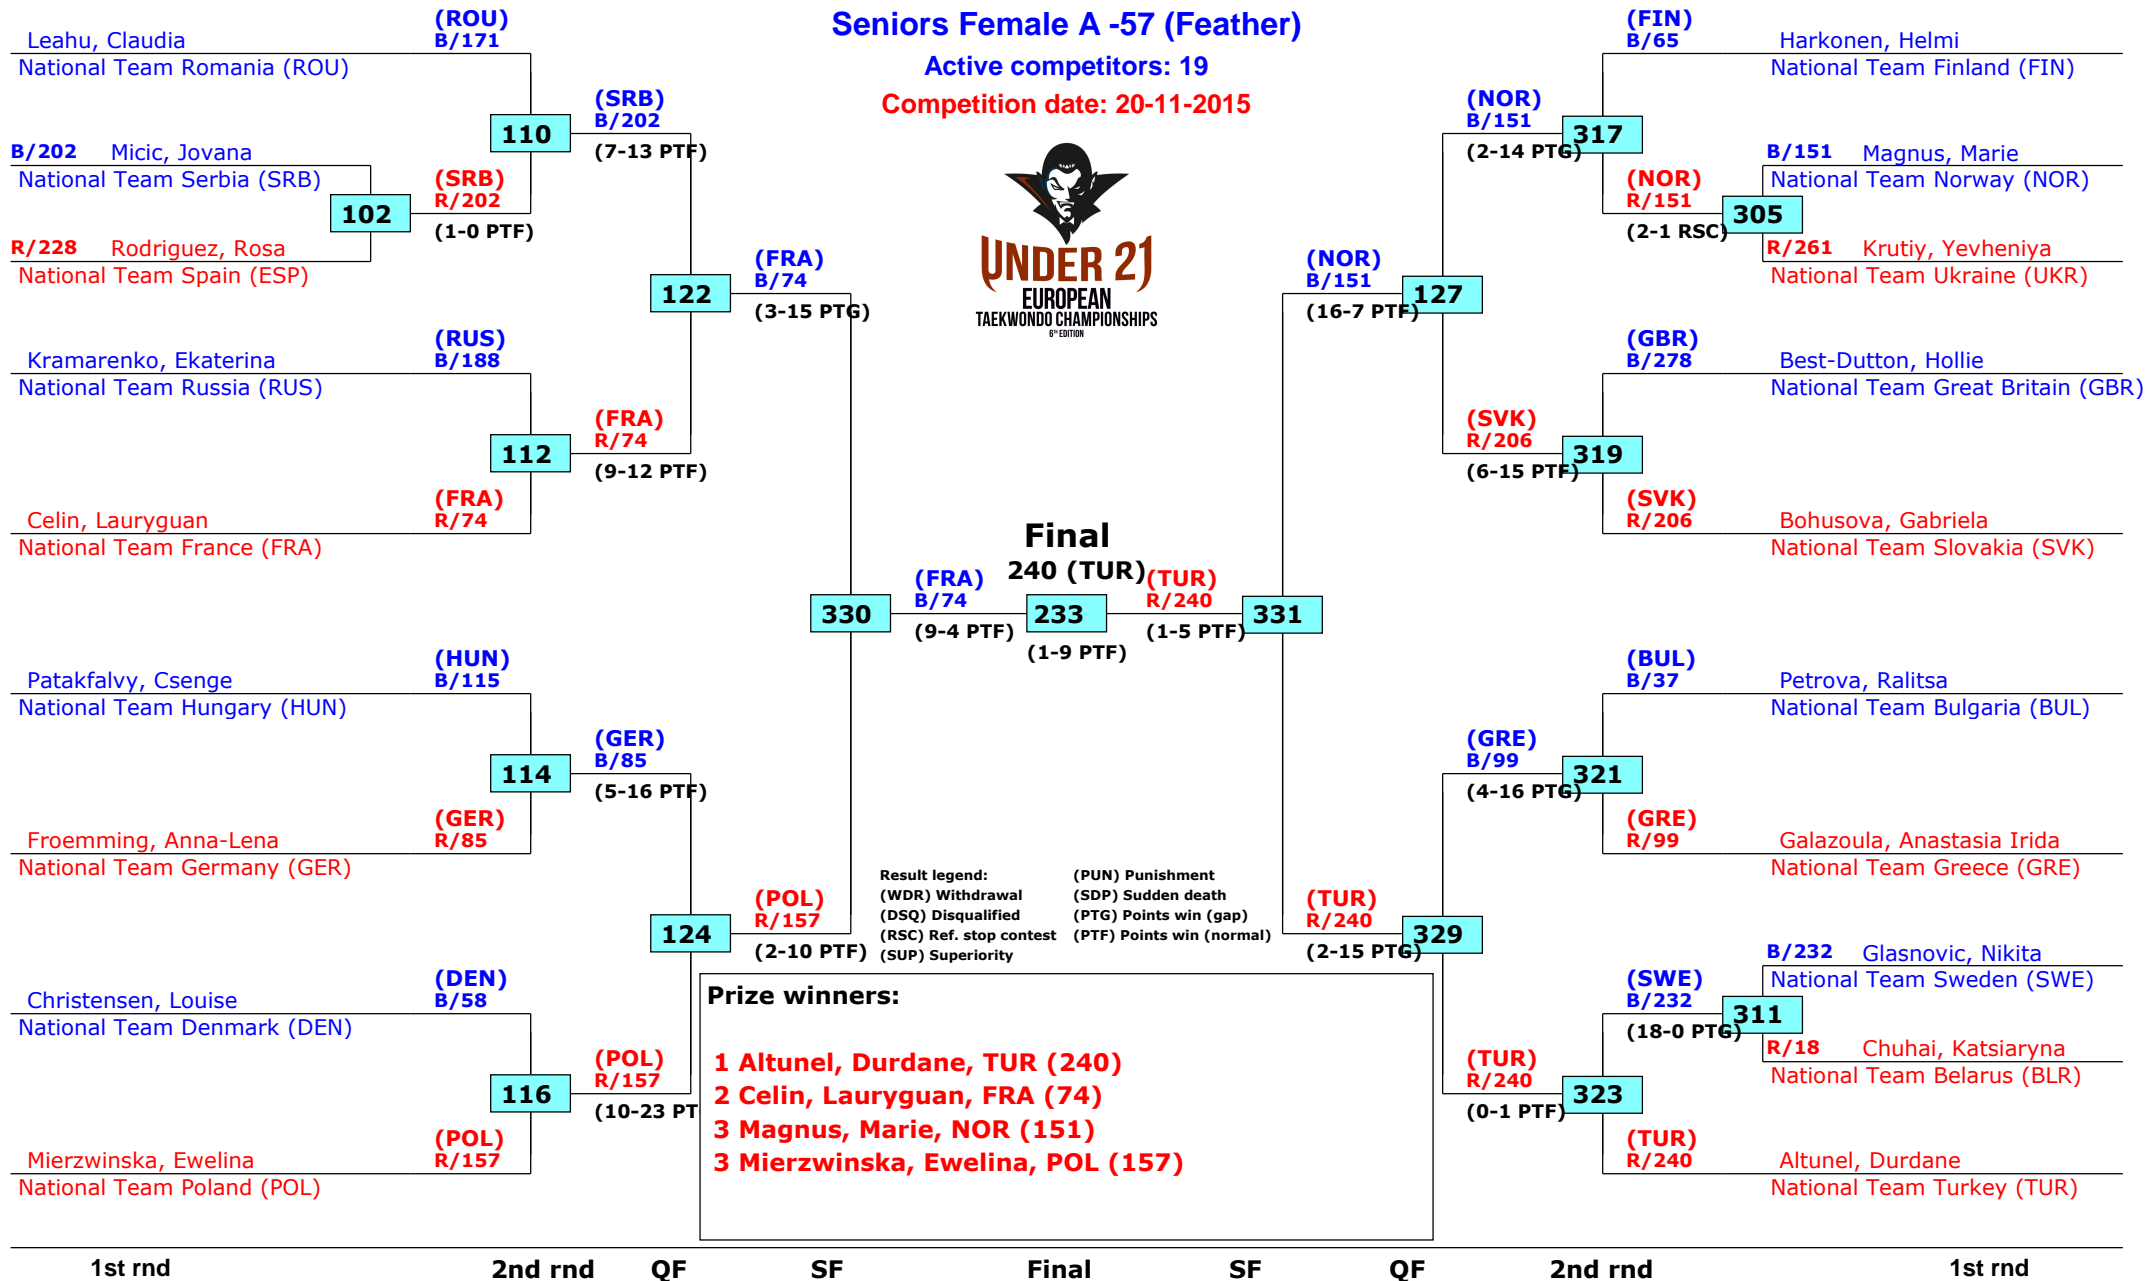 Seniors Female A -57 (Feather)
Active competitors: 19
Competition date: 20-11-2015
UNDER 21
EUROPEAN
TAEKWONDO CHAMPIONSHIPS
6TH EDITION
(ROU)
B/171
Leahu, Claudia
National Team Romania (ROU)
110
(SRB)
B/202
(7-13 PTF)
B/202 Micic, Jovana
National Team Serbia (SRB)
102
(SRB)
R/202
(1-0 PTF)
R/228 Rodriguez, Rosa
National Team Spain (ESP)
122
(FRA)
B/74
(3-15 PTG)
(RUS)
B/188
Kramarenko, Ekaterina
National Team Russia (RUS)
112
(FRA)
R/74
(9-12 PTF)
(FRA)
R/74
Celin, Lauryguan
National Team France (FRA)
330
(FRA)
B/74
(9-4 PTF)
(HUN)
B/115
Patakfalvy, Csenge
National Team Hungary (HUN)
114
(GER)
B/85
(5-16 PTF)
(GER)
R/85
Froemming, Anna-Lena
National Team Germany (GER)
124
(POL)
R/157
(2-10 PTF)
(DEN)
B/58
Christensen, Louise
National Team Denmark (DEN)
116
(POL)
R/157
(10-23 PT
(POL)
R/157
Mierzwinska, Ewelina
National Team Poland (POL)
Final
240 (TUR)
233
(1-9 PTF)
(TUR)
R/240
(1-5 PTF)
331
(FIN)
B/65
Harkonen, Helmi
National Team Finland (FIN)
(NOR)
B/151
(2-14 PTG)
317
B/151 Magnus, Marie
National Team Norway (NOR)
(NOR)
R/151
(2-1 RSC)
305
R/261 Krutiy, Yevheniya
National Team Ukraine (UKR)
(NOR)
B/151
(16-7 PTF)
127
(GBR)
B/278
Best-Dutton, Hollie
National Team Great Britain (GBR)
(SVK)
R/206
(6-15 PTF)
319
(SVK)
R/206
Bohusova, Gabriela
National Team Slovakia (SVK)
(BUL)
B/37
Petrova, Ralitsa
National Team Bulgaria (BUL)
(GRE)
B/99
(4-16 PTG)
321
(GRE)
R/99
Galazoula, Anastasia Irida
National Team Greece (GRE)
(TUR)
R/240
(2-15 PTG)
329
B/232 Glasnovic, Nikita
National Team Sweden (SWE)
(SWE)
B/232
(18-0 PTG)
311
R/18 Chuhai, Katsiaryna
National Team Belarus (BLR)
(TUR)
R/240
(0-1 PTF)
323
(TUR)
R/240
Altunel, Durdane
National Team Turkey (TUR)
Result legend: (PUN) Punishment
(WDR) Withdrawal (SDP) Sudden death
(DSQ) Disqualified (PTG) Points win (gap)
(RSC) Ref. stop contest (PTF) Points win (normal)
(SUP) Superiority
Prize winners:
1 Altunel, Durdane, TUR (240)
2 Celin, Lauryguan, FRA (74)
3 Magnus, Marie, NOR (151)
3 Mierzwinska, Ewelina, POL (157)
1st rnd 2nd rnd QF SF Final SF QF 2nd rnd 1st rnd